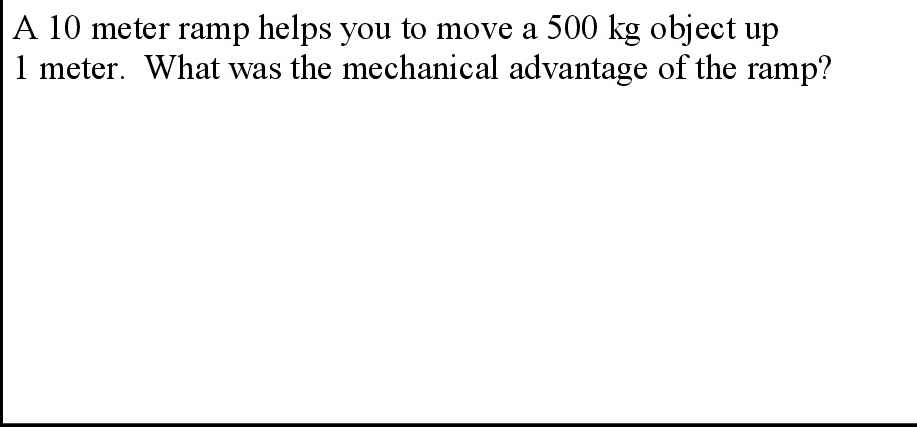 A 10 meter ramp helps you to move a 500 kg object up
1 meter.  What was the mechanical advantage of the ramp?